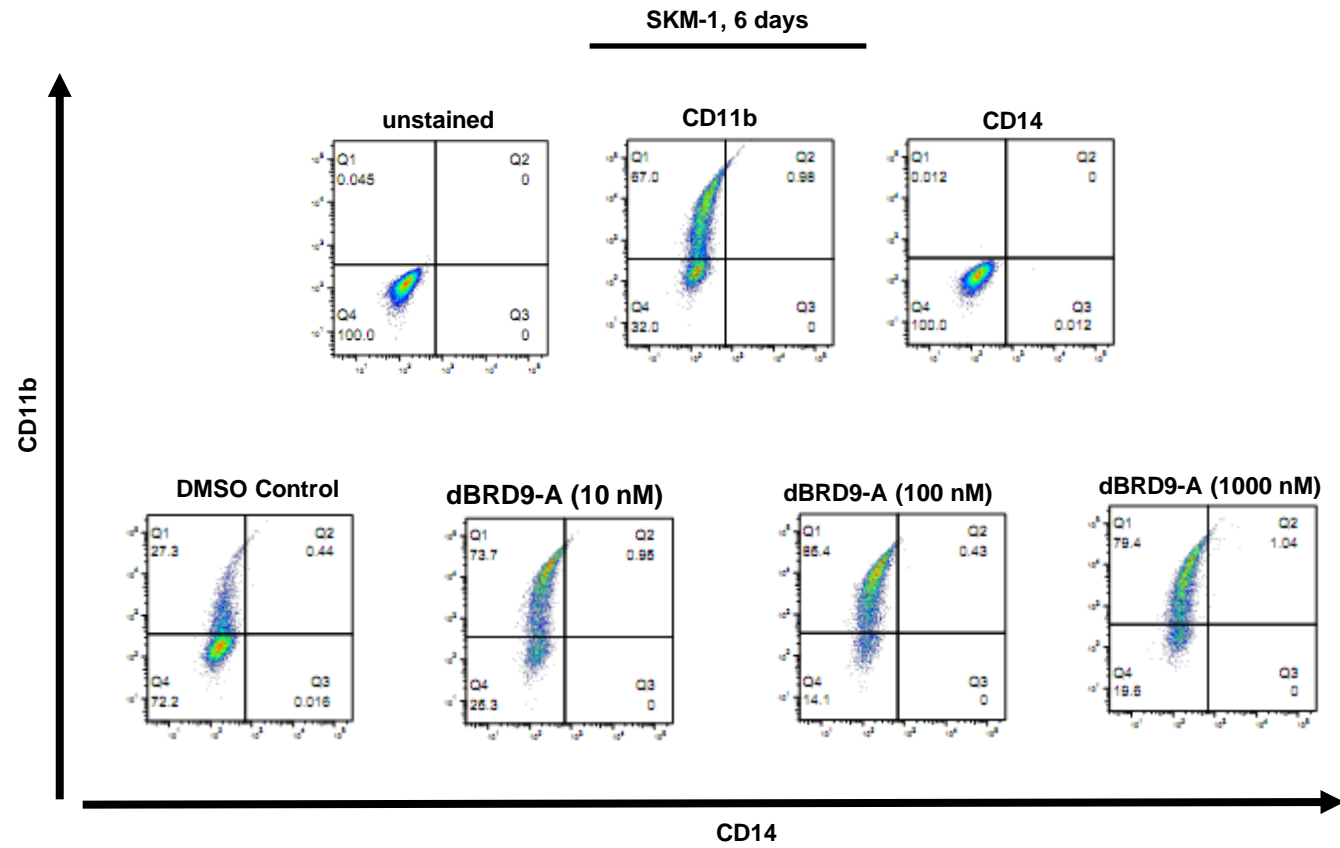 SKM-1, 6 days
unstained
Q1 Q2
0.045 0
Q4 Q3
100.0 0
CD11b
Q1 Q2
67.0 0.98
Q4 Q3
32.0 0
CD14
Q1 Q2
0.012 0
Q4 Q3
100.0 0.012
CD11b
DMSO Control
Q1 Q2
27.3 0.44
Q4 Q3
72.2 0.016
dBRD9-A (10 nM)
Q1 Q2
73.7 0.95
Q4 Q3
25.3 0
dBRD9-A (100 nM)
Q1 Q2
85.4 0.43
Q4 Q3
14.1 0
dBRD9-A (1000 nM)
Q1 Q2
79.4 1.04
Q4 Q3
19.6 0
CD14